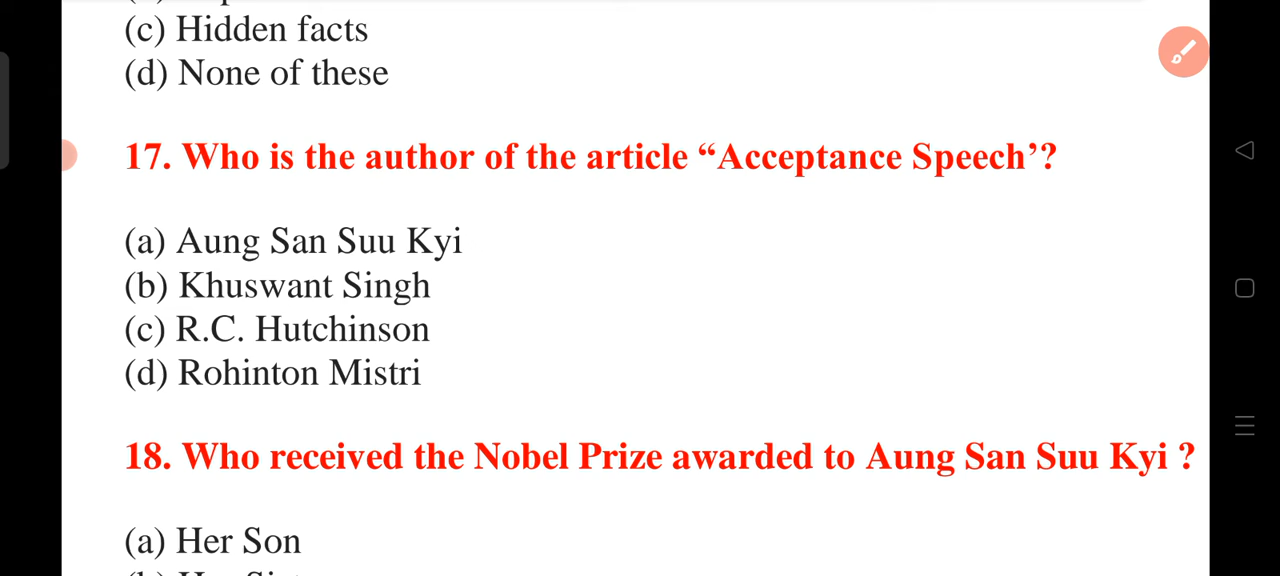 (c) Hidden facts
(d) None of these
17. Who is the author of the article “Acceptance Speech’?
(a) Aung San Suu Kyi
(b) Khuswant Singh
(c) R.C. Hutchinson
(d) Rohinton Mistri
18. Who received the Nobel Prize awarded to Aung San Suu Kyi ?
(a) Her Son